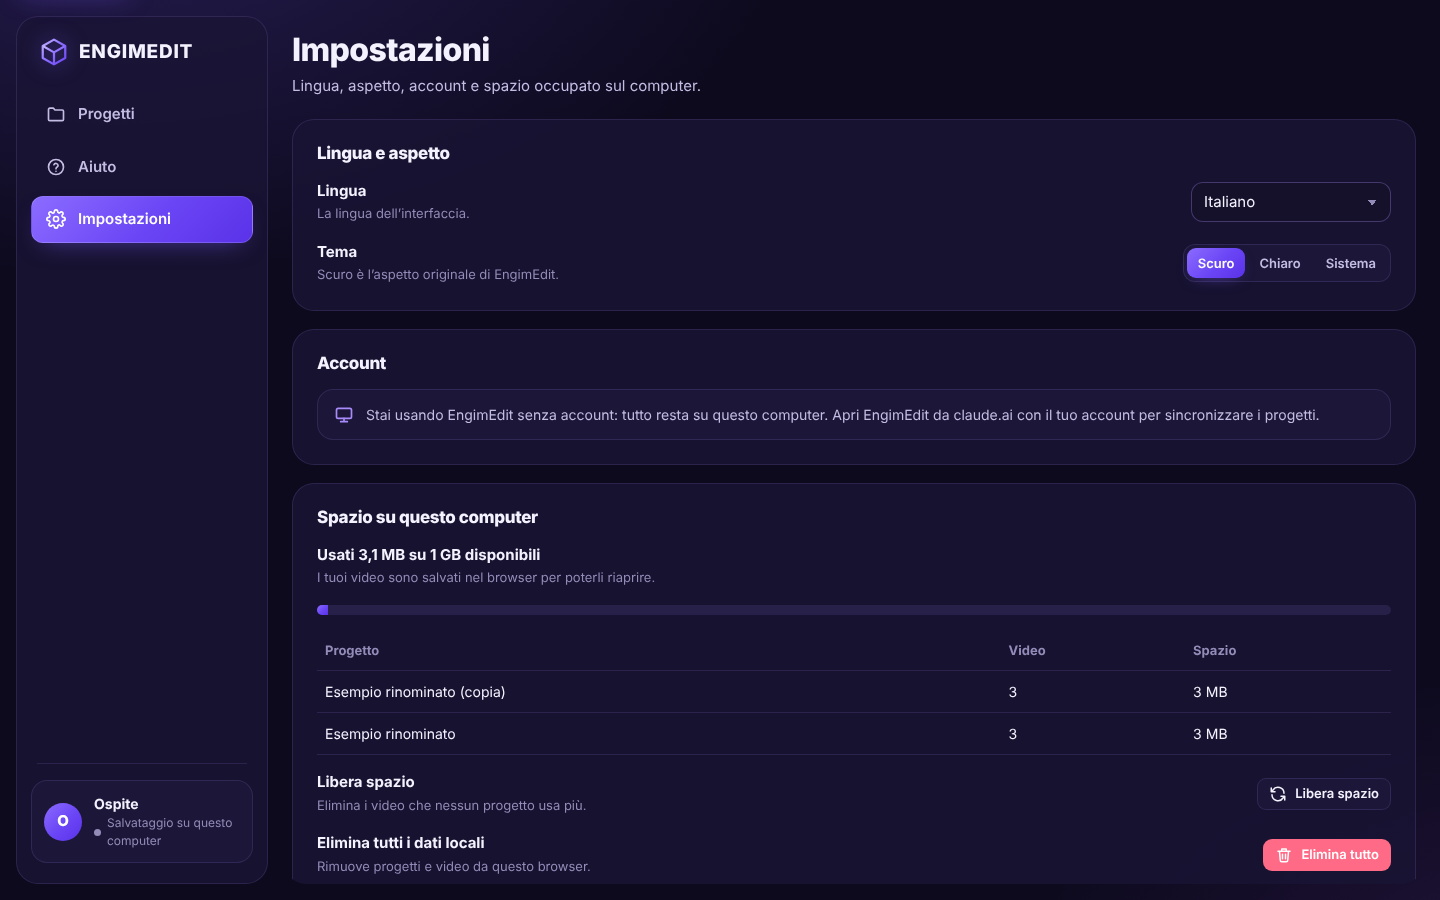 ENGIMEDIT
Progetti
Aiuto
Impostazioni
O
Ospite
Salvataggio su questo
computer
Impostazioni
Lingua, aspetto, account e spazio occupato sul computer.
Lingua e aspetto
Lingua
La lingua dell’interfaccia.
Italiano
Tema
Scuro è l’aspetto originale di EngimEdit.
Scuro Chiaro Sistema
Account
Stai usando EngimEdit senza account: tutto resta su questo computer. Apri EngimEdit da claude.ai con il tuo account per sincronizzare i progetti.
Spazio su questo computer
Usati 3,1 MB su 1 GB disponibili
I tuoi video sono salvati nel browser per poterli riaprire.
Progetto Video Spazio
Esempio rinominato (copia) 3 3 MB
Esempio rinominato 3 3 MB
Libera spazio
Elimina i video che nessun progetto usa più.
Libera spazio
Elimina tutti i dati locali
Rimuove progetti e video da questo browser.
Elimina tutto